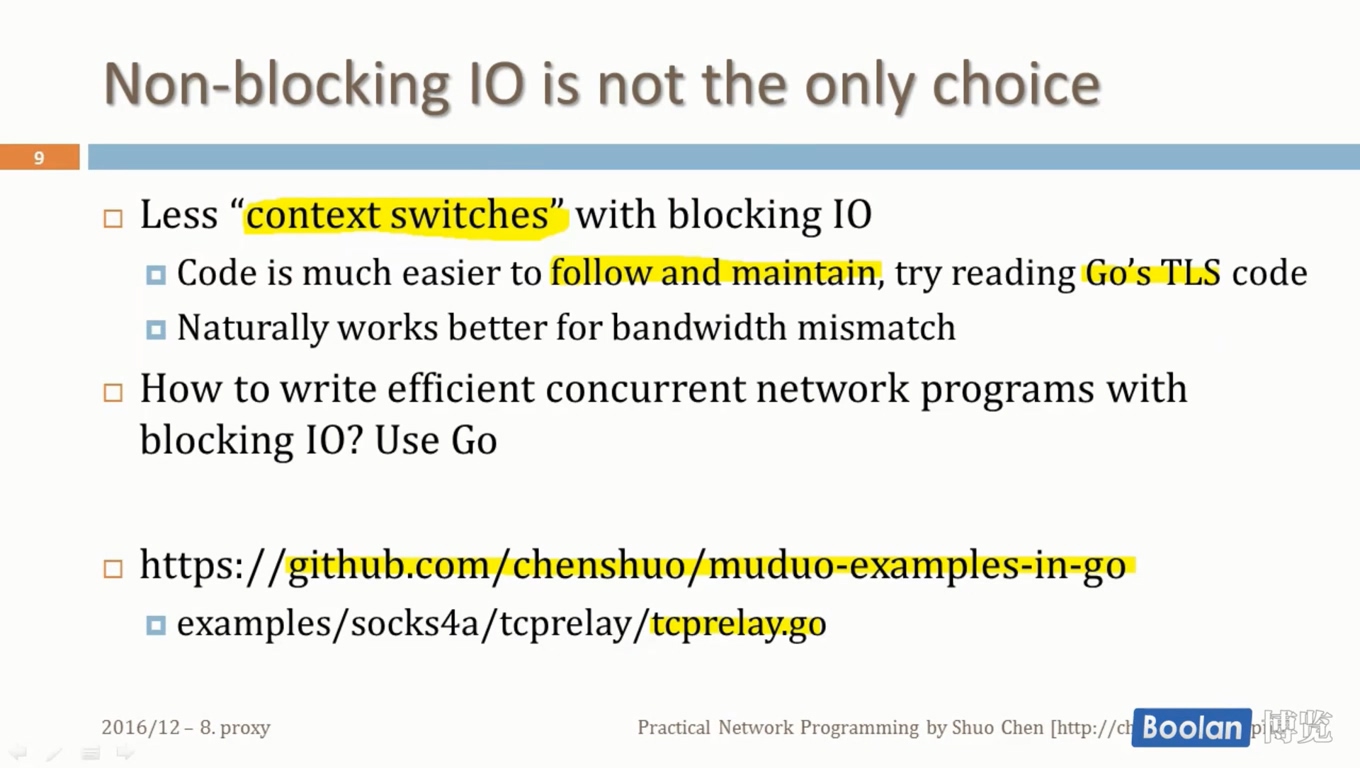 Non-blocking IO is not the only choice
9
Less “context switches” with blocking IO
Code is much easier to follow and maintain, try reading Go’s TLS code
Naturally works better for bandwidth mismatch
How to write efficient concurrent network programs with
blocking IO? Use Go
https://github.com/chenshuo/muduo-examples-in-go
examples/socks4a/tcprelay/tcprelay.go
2016/12 – 8. proxy
Practical Network Programming by Shuo Chen [http://ch
Boolan 博览